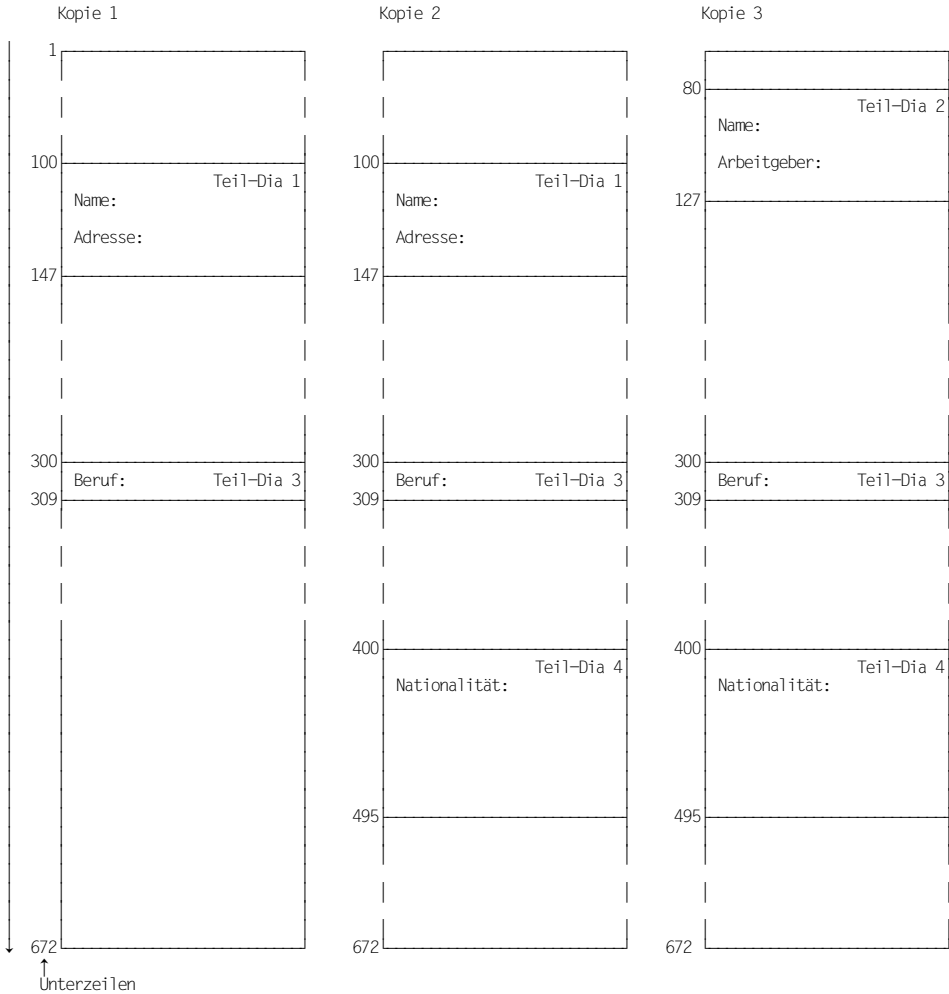 Kopie 1 Kopie 2 Kopie 3
1
80
Teil-Dia 2
Name:
100 100 Arbeitgeber:
Teil-Dia 1 Teil-Dia 1
Name: Name: 127
Adresse: Adresse:
147 147
300 300 300
Beruf: Teil-Dia 3 Beruf: Teil-Dia 3 Beruf: Teil-Dia 3
309 309 309
400 400
Teil-Dia 4 Teil-Dia 4
Nationalität: Nationalität:
495 495
672 672 672
Unterzeilen